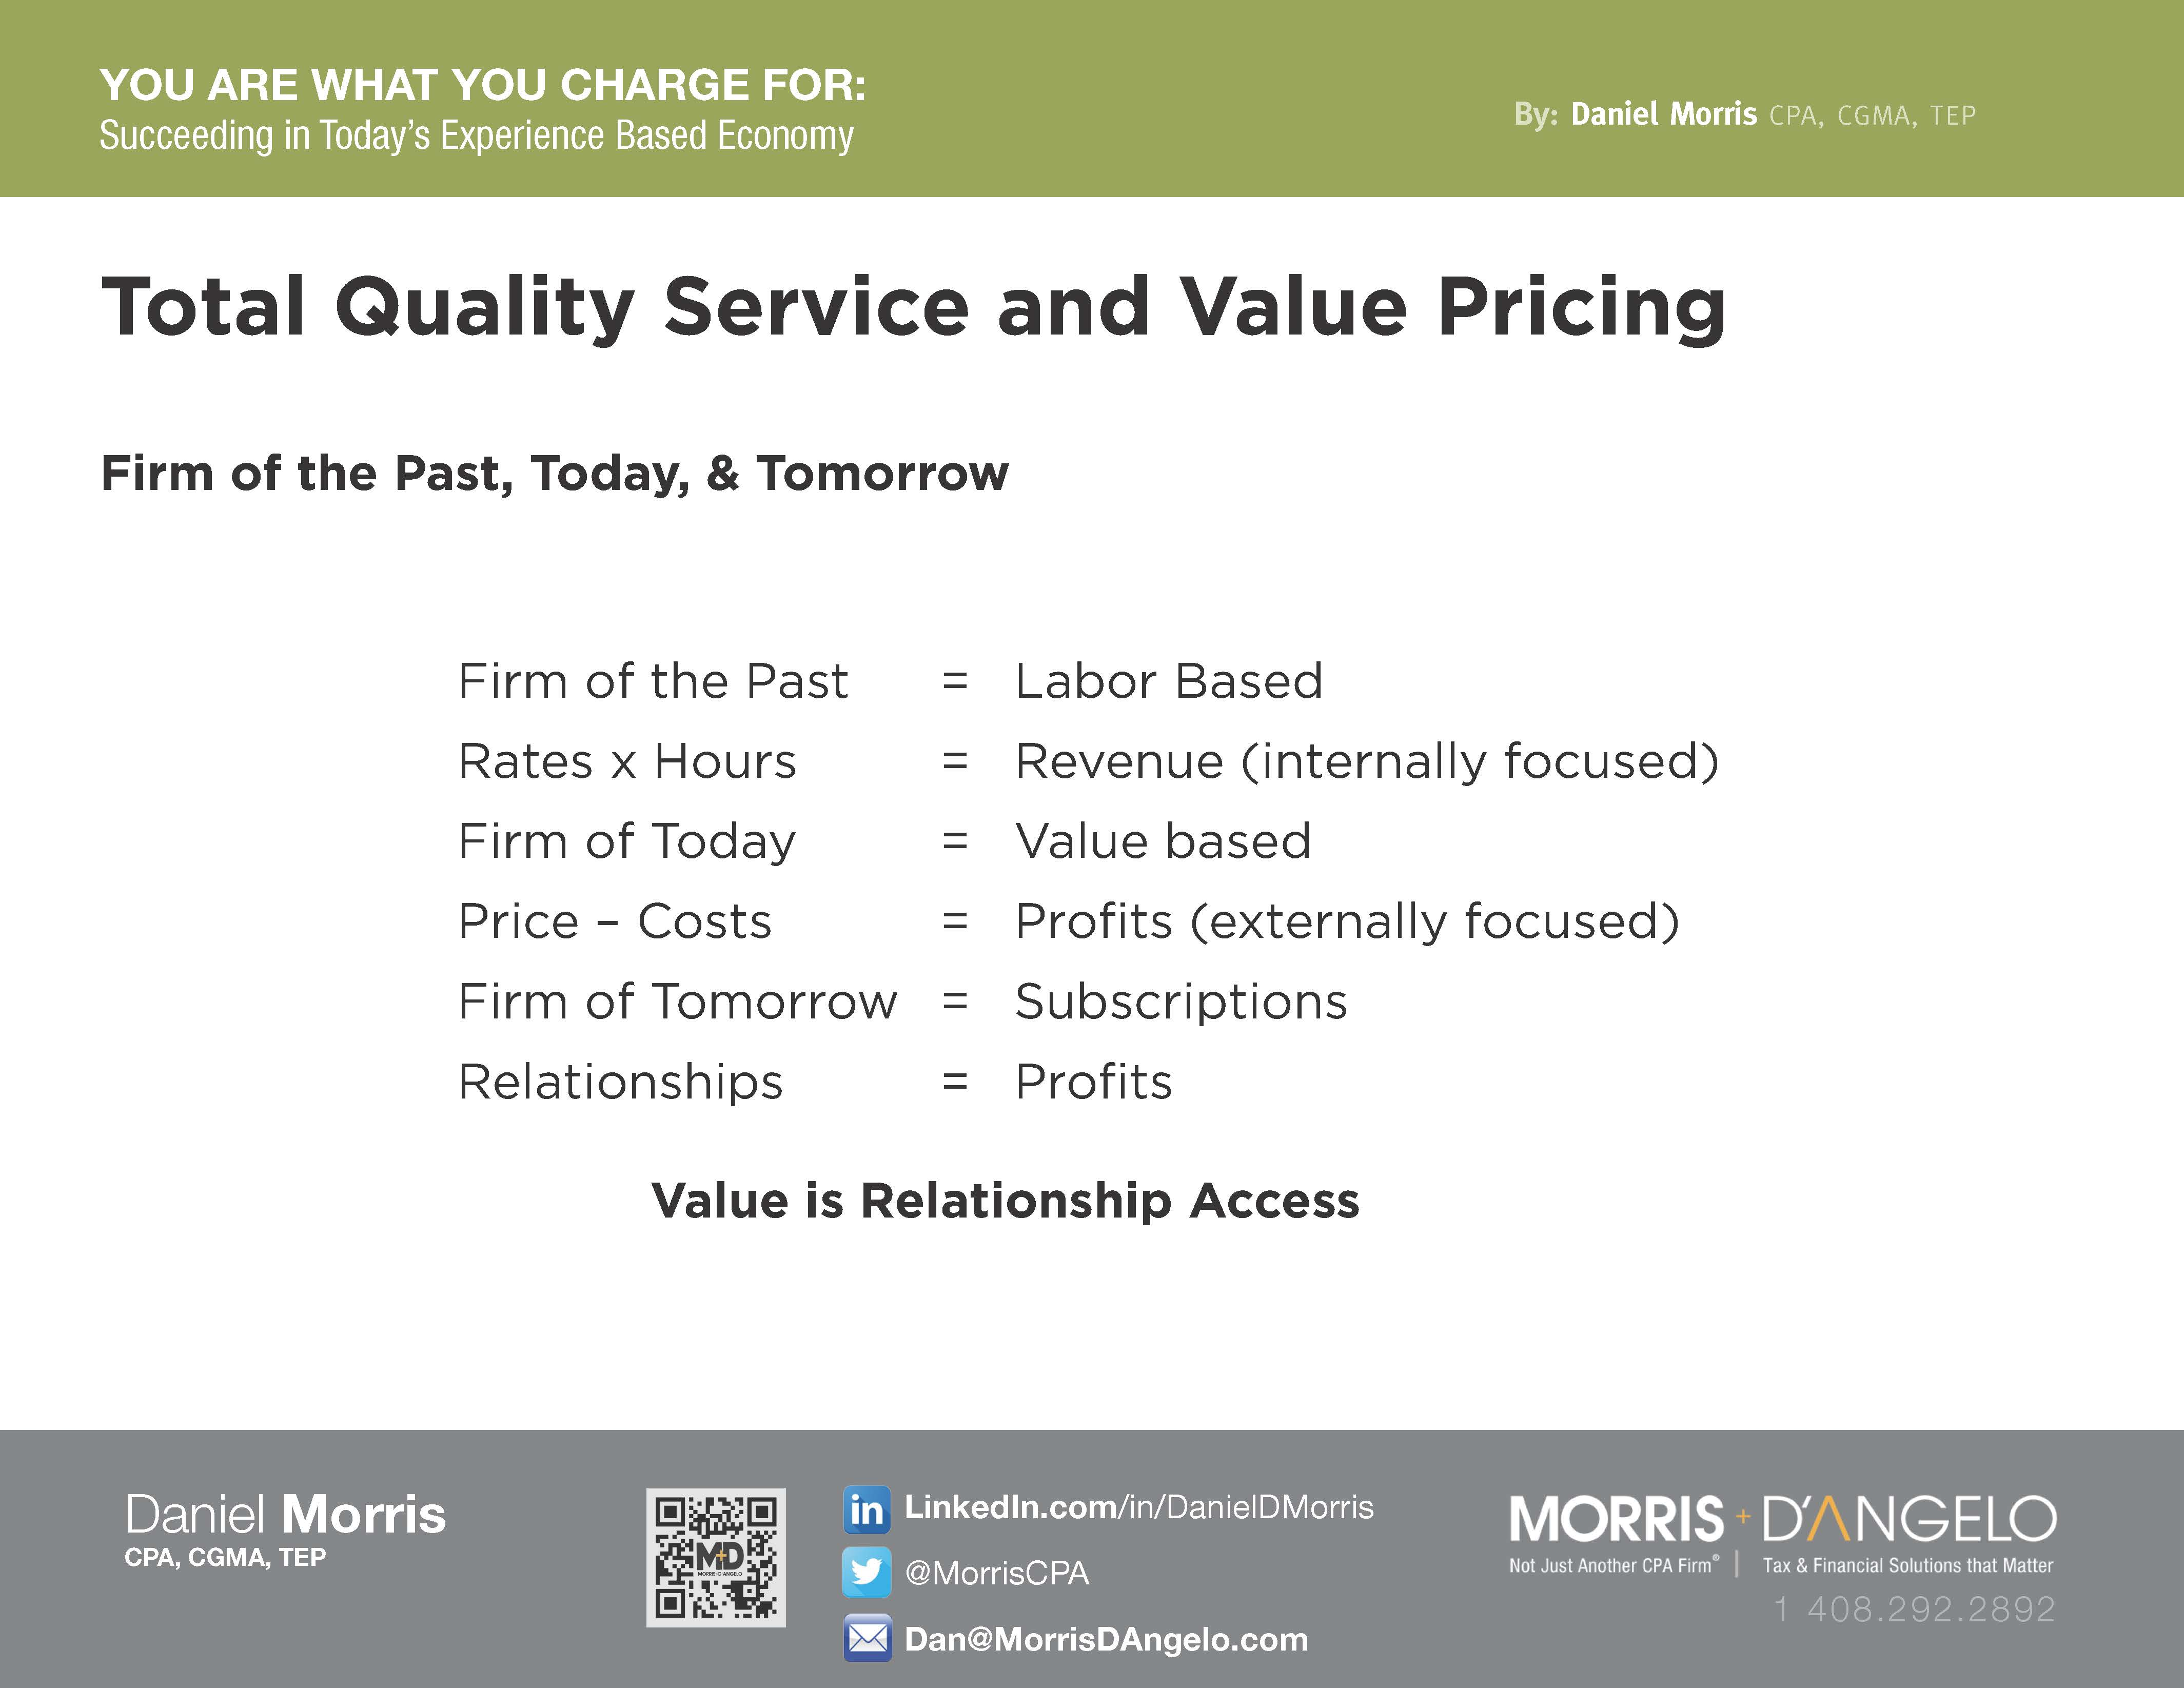 YOU ARE WHAT YOU CHARGE FOR:
Succeeding in Today's Experience Based Economy
By: Daniel Morris CPA, CGMA, TEP
Total Quality Service and Value Pricing
Firm of the Past, Today, & Tomorrow
Firm of the Past = Labor Based
Rates x Hours = Revenue (internally focused)
Firm of Today = Value based
Price – Costs = Profits (externally focused)
Firm of Tomorrow = Subscriptions
Relationships = Profits
Value is Relationship Access
Daniel Morris
CPA, CGMA, TEP
M+D
MORRIS+D'ANGELO
in LinkedIn.com/in/DanielDMorris
@MorrisCPA
Dan@MorrisDAngelo.com
MORRIS + D'ANGELO
Not Just Another CPA Firm® | Tax & Financial Solutions that Matter
1 408.292.2892